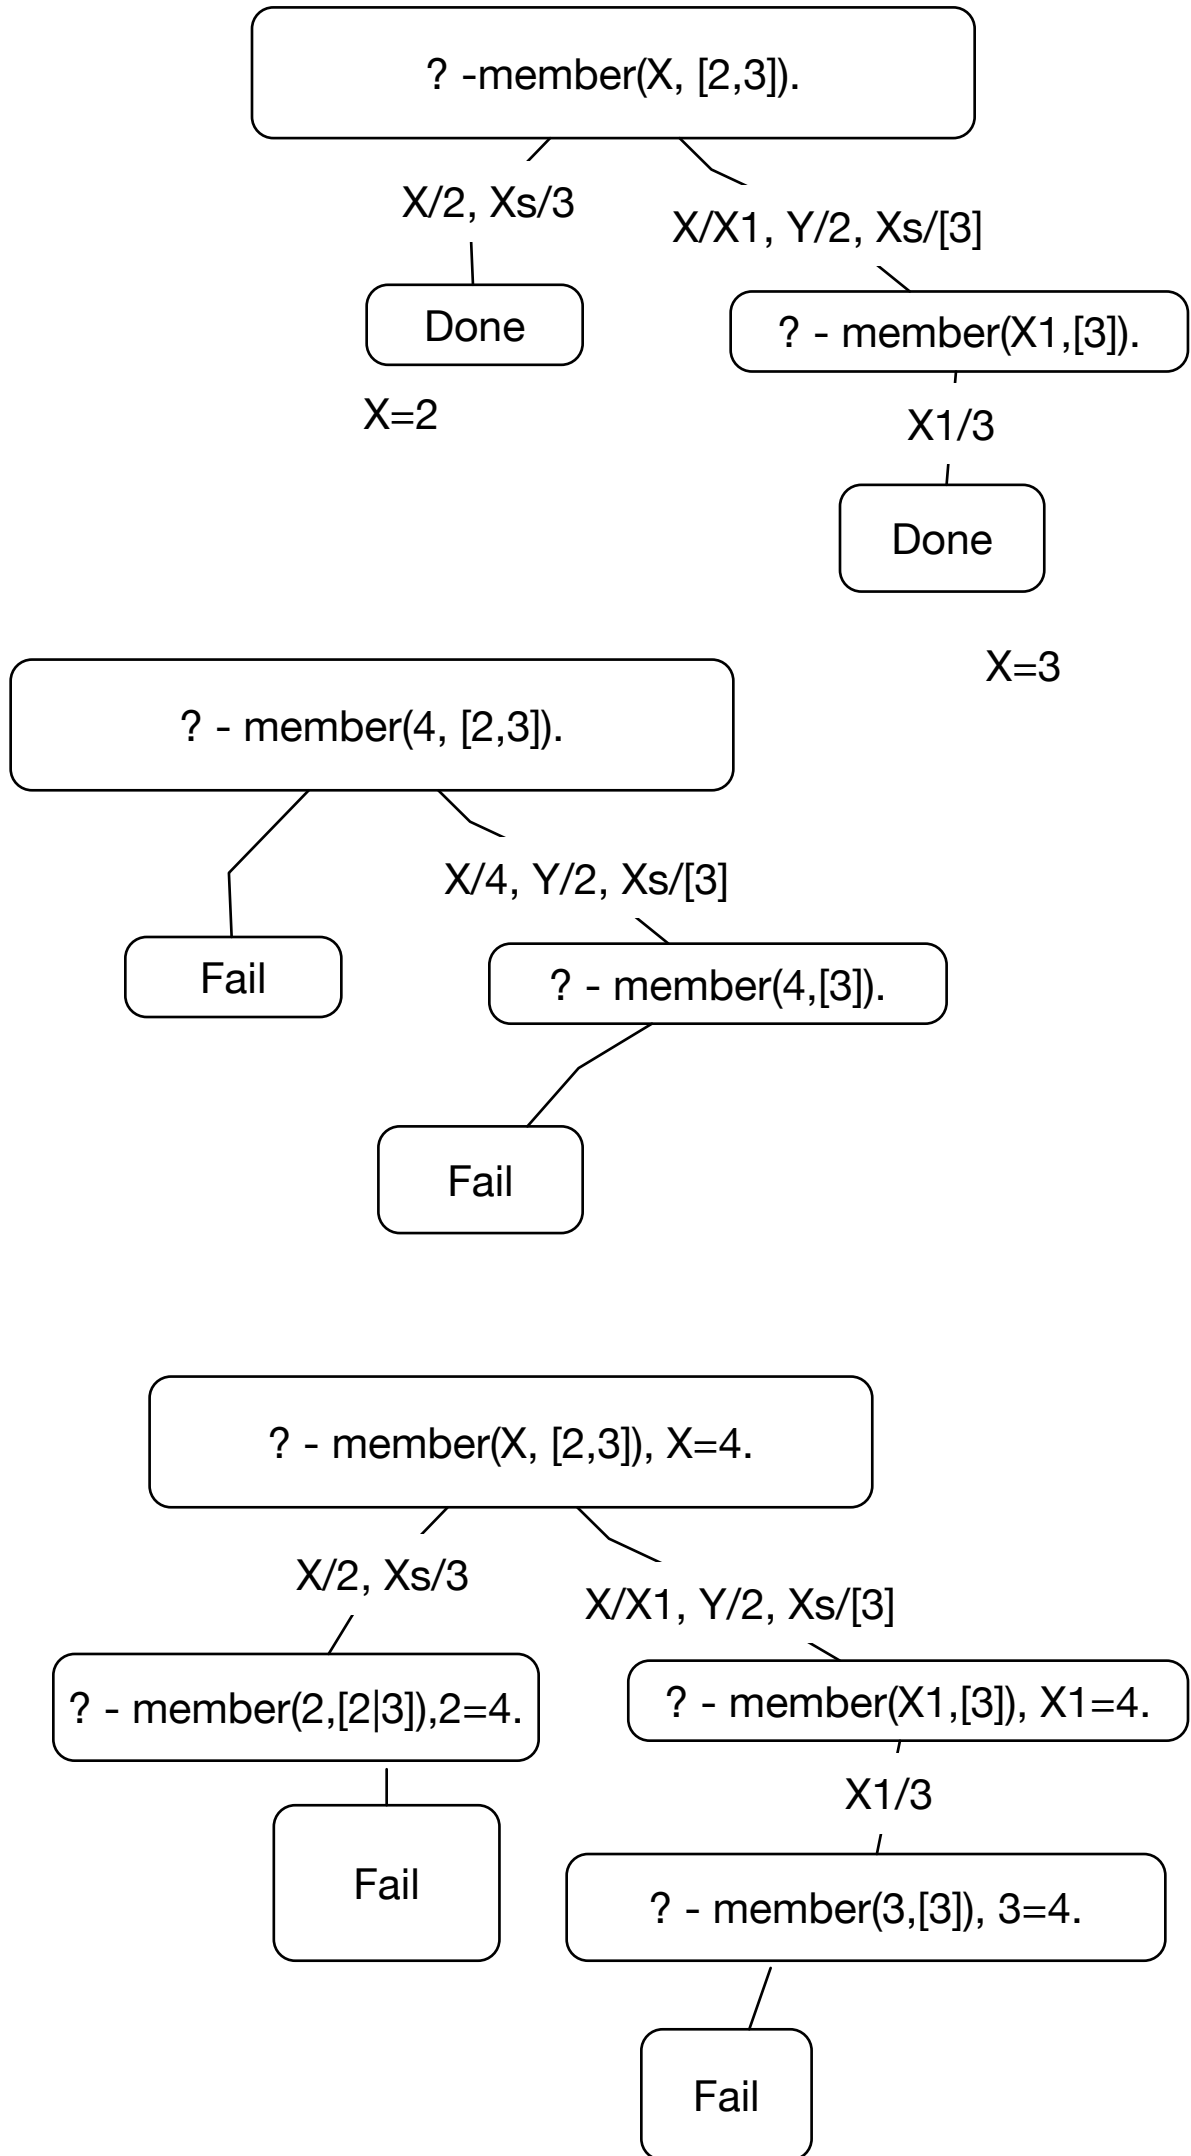 ? -member(X, [2,3]).
X/2, Xs/3
X/X1, Y/2, Xs/[3]
Done
? - member(X1,[3]).
X=2
X1/3
Done
X=3
? - member(4, [2,3]).
X/4, Y/2, Xs/[3]
Fail
? - member(4,[3]).
Fail
? - member(X, [2,3]), X=4.
X/2, Xs/3
X/X1, Y/2, Xs/[3]
? - member(2,[2|3]),2=4.
? - member(X1,[3]), X1=4.
X1/3
Fail
? - member(3,[3]), 3=4.
Fail